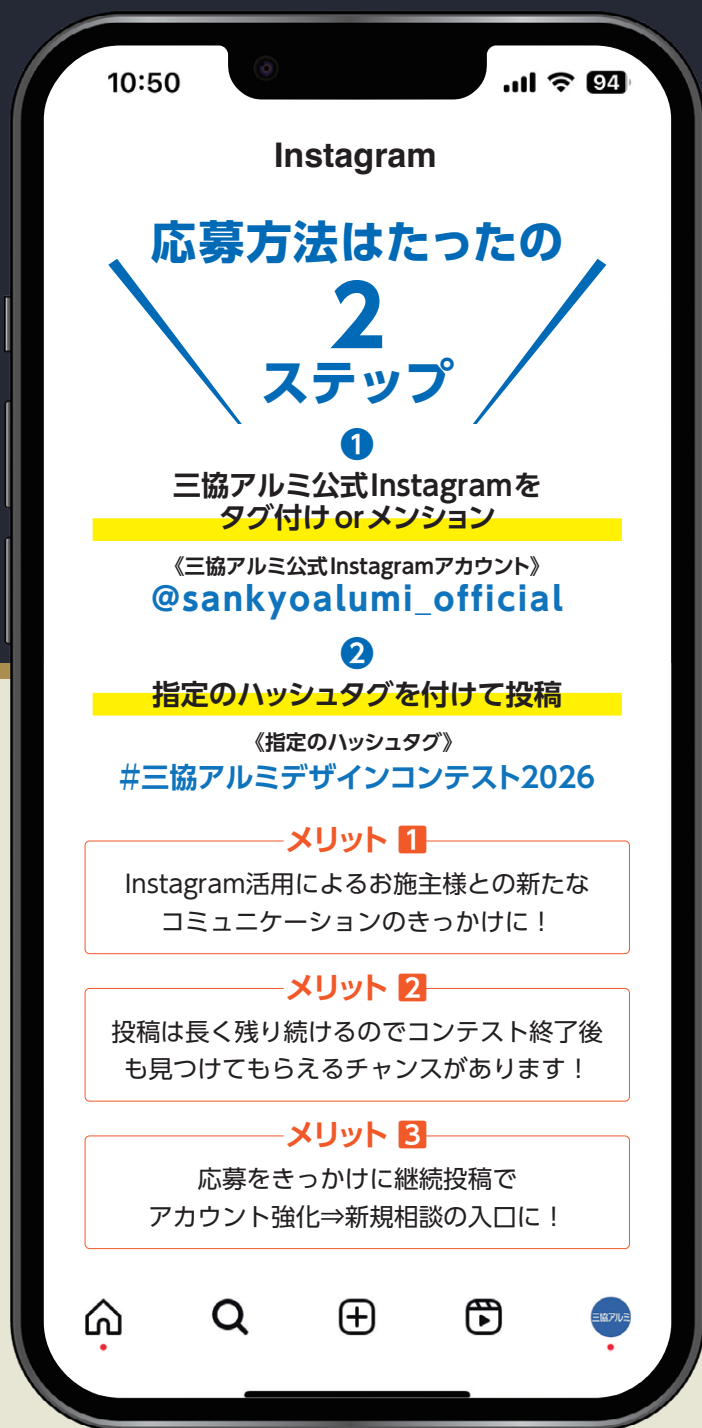 10:50
94
Instagram
応募方法はたったの
2
ステップ
1
三協アルミ公式Instagramを
タグ付けorメンション
《三協アルミ公式Instagramアカウント》
@sankyoalumi_official
2
指定のハッシュタグを付けて投稿
《指定のハッシュタグ》
#三協アルミデザインコンテスト2026
メリット 1
Instagram活用によるお施主様との新たな
コミュニケーションのきっかけに！
メリット 2
投稿は長く残り続けるのでコンテスト終了後
も見つけてもらえるチャンスがあります！
メリット 3
応募をきっかけに継続投稿で
アカウント強化⇒新規相談の入口に！
三協アルミ